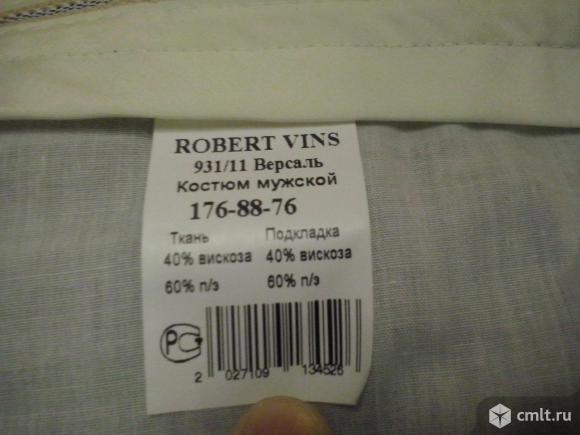 ROBERT VINS
931/11 Версаль
Костюм мужской
176-88-76
Ткань Подкладка
40% вискоза 40% вискоза
60% п/э 60% п/э
РС
2 027109 134526
cmlt.ru